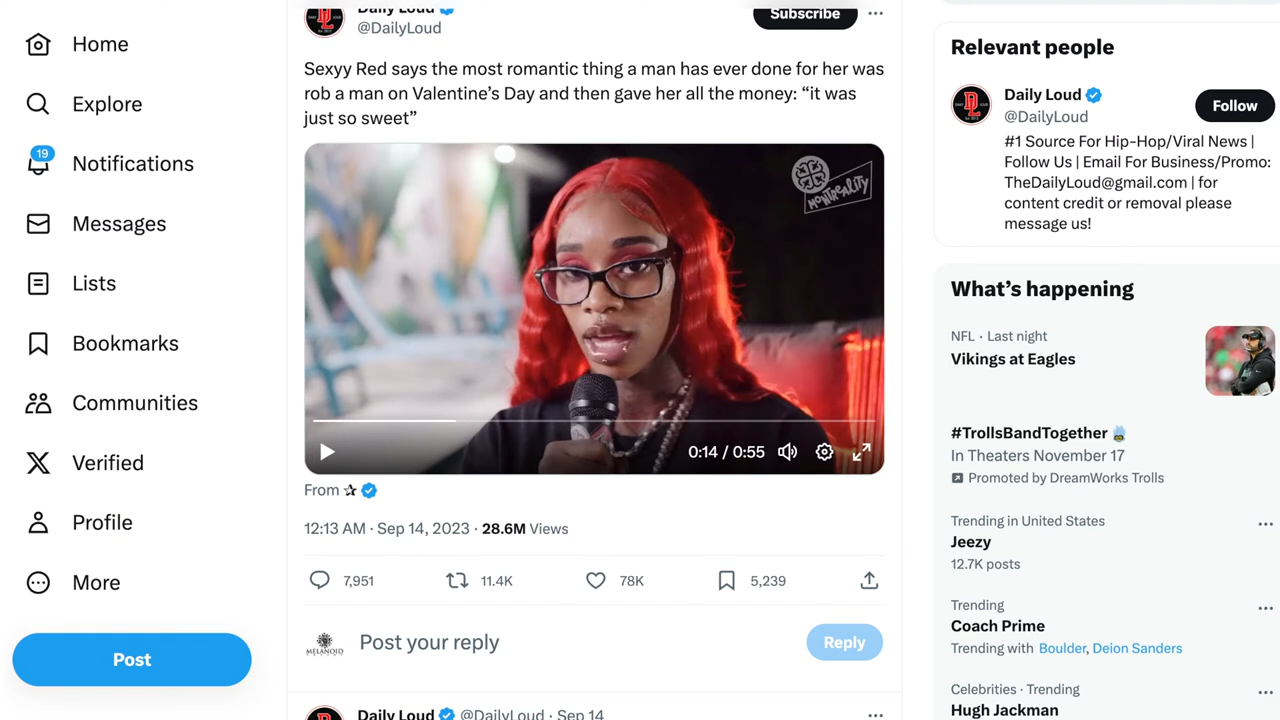 Home
Explore
19
Notifications
Messages
Lists
Bookmarks
Communities
Verified
Profile
More
Post
Daily Loud
@DailyLoud
Subscribe
Sexyy Red says the most romantic thing a man has ever done for her was
rob a man on Valentine’s Day and then gave her all the money: “it was
just so sweet”
MONTREALITY
0:14 / 0:55
From
12:13 AM · Sep 14, 2023 · 28.6M Views
7,951
11.4K
78K
5,239
MELANOID
Post your reply
Reply
Daily Loud @DailyLoud · Sep 14
Relevant people
Daily Loud
@DailyLoud
Follow
#1 Source For Hip-Hop/Viral News |
Follow Us | Email For Business/Promo:
TheDailyLoud@gmail.com | for
content credit or removal please
message us!
What’s happening
NFL · Last night
Vikings at Eagles
#TrollsBandTogether
In Theaters November 17
Promoted by DreamWorks Trolls
Trending in United States
Jeezy
12.7K posts
Trending
Coach Prime
Trending with Boulder, Deion Sanders
Celebrities · Trending
Hugh Jackman